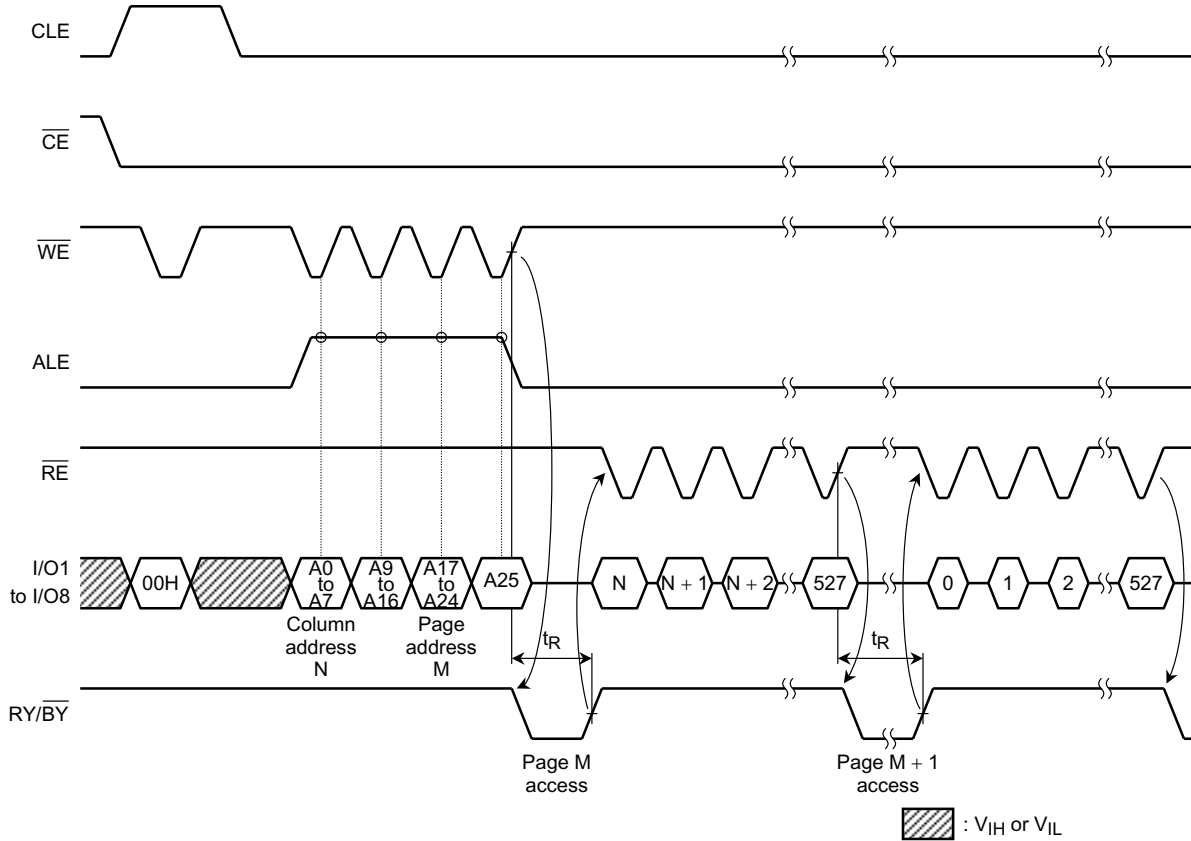 CLE
CE
WE
ALE
RE
I/O1
to I/O8
00H
A0
to
A7
A9
to
A16
A17
to
A24
A25
N
N + 1
N + 2
527
0
1
2
527
Column
address
N
Page
address
M
tR
tR
RY/BY
Page M
access
Page M + 1
access
: VIH or VIL